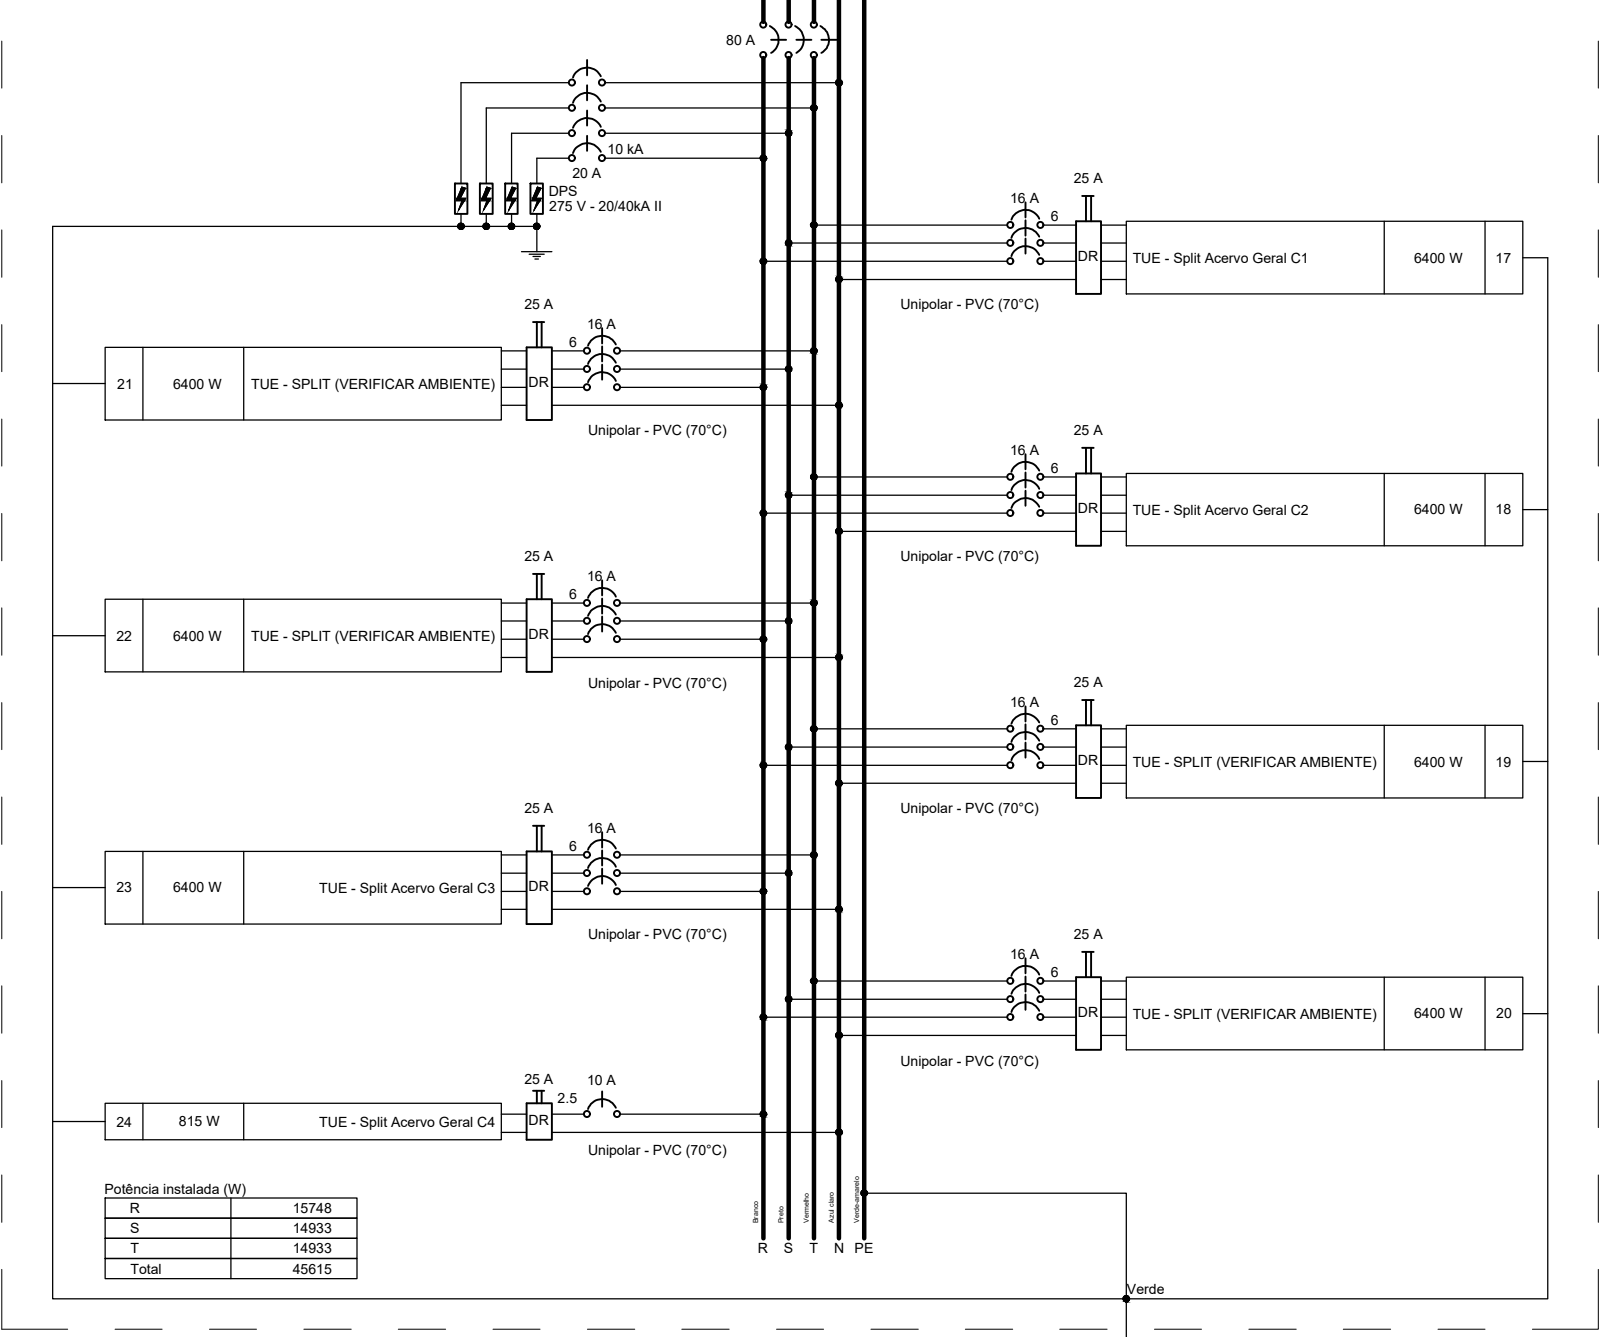 80 A
10 kA
20 A
DPS
275 V - 20/40kA II
25 A
16 A
6
DR
TUE - Split Acervo Geral C1
6400 W
17
Unipolar - PVC (70°C)
25 A
16 A
6
21
6400 W
TUE - SPLIT (VERIFICAR AMBIENTE)
DR
Unipolar - PVC (70°C)
25 A
16 A
6
DR
TUE - Split Acervo Geral C2
6400 W
18
Unipolar - PVC (70°C)
25 A
16 A
6
22
6400 W
TUE - SPLIT (VERIFICAR AMBIENTE)
DR
Unipolar - PVC (70°C)
25 A
16 A
6
DR
TUE - SPLIT (VERIFICAR AMBIENTE)
6400 W
19
Unipolar - PVC (70°C)
25 A
16 A
6
23
6400 W
TUE - Split Acervo Geral C3
DR
Unipolar - PVC (70°C)
25 A
16 A
6
DR
TUE - SPLIT (VERIFICAR AMBIENTE)
6400 W
20
Unipolar - PVC (70°C)
25 A
10 A
2.5
24
815 W
TUE - Split Acervo Geral C4
DR
Unipolar - PVC (70°C)
Potência instalada (W)
R 15748
S 14933
T 14933
Total 45615
Branco
Preto
Vermelho
Azul claro
Verde-amarelo
R S T N PE
Verde